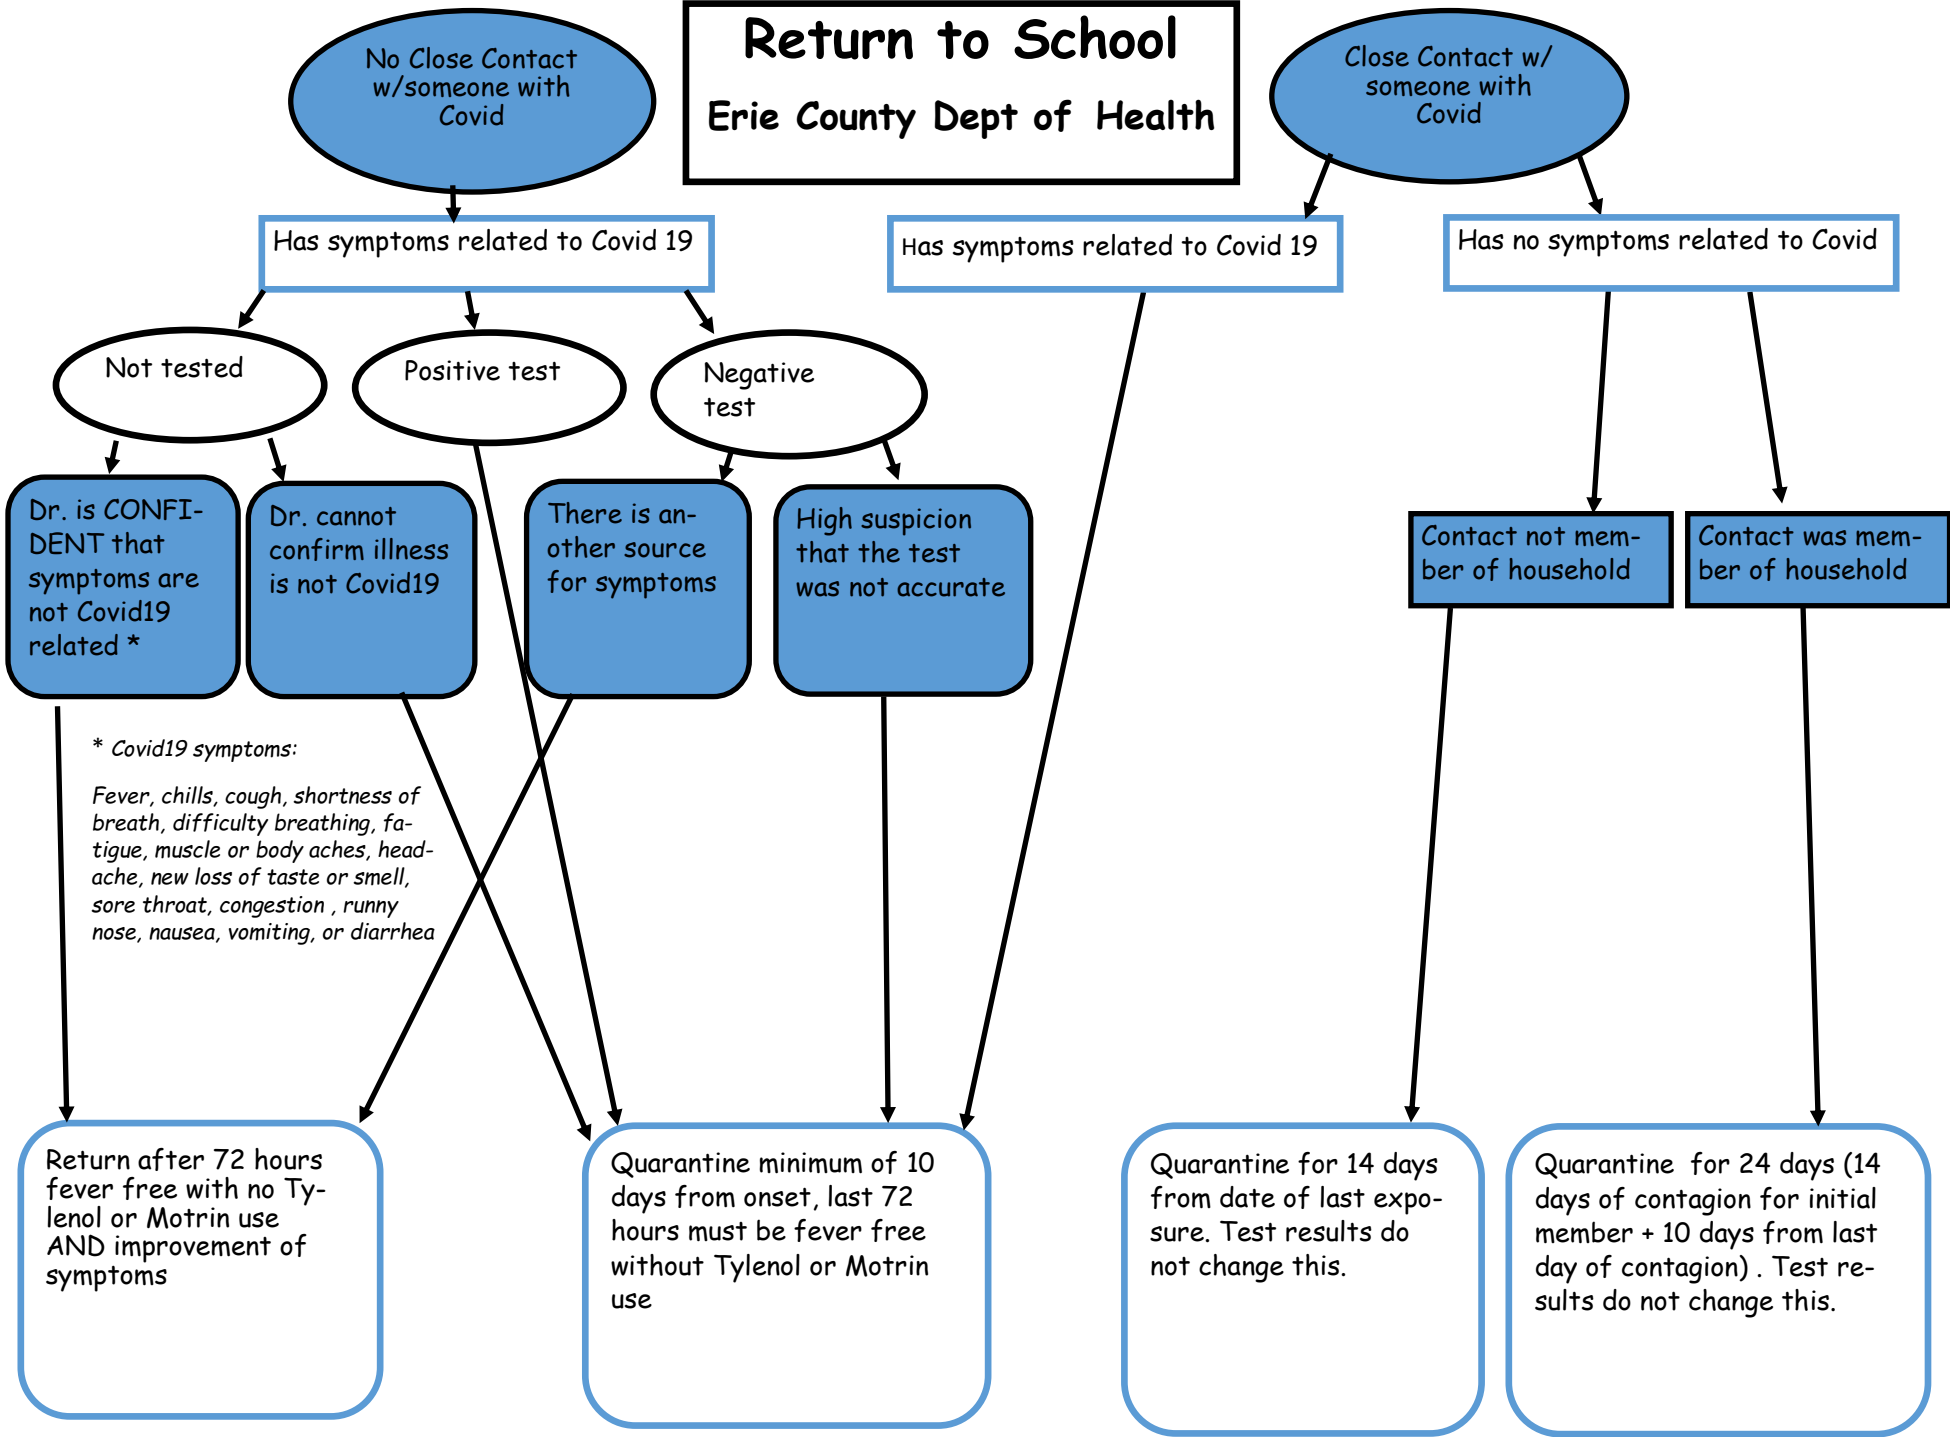 Return to School
Erie County Dept of Health
No Close Contact
w/someone with
Covid
Close Contact w/
someone with
Covid
Has symptoms related to Covid 19
Has symptoms related to Covid 19
Has no symptoms related to Covid
Not tested
Positive test
Negative
test
Dr. is CONFI-
DENT that
symptoms are
not Covid19
related *
Dr. cannot
confirm illness
is not Covid19
There is an-
other source
for symptoms
High suspicion
that the test
was not accurate
Contact not mem-
ber of household
Contact was mem-
ber of household
* Covid19 symptoms:
Fever, chills, cough, shortness of
breath, difficulty breathing, fa-
tigue, muscle or body aches, head-
ache, new loss of taste or smell,
sore throat, congestion , runny
nose, nausea, vomiting, or diarrhea
Return after 72 hours
fever free with no Ty-
lenol or Motrin use
AND improvement of
symptoms
Quarantine minimum of 10
days from onset, last 72
hours must be fever free
without Tylenol or Motrin
use
Quarantine for 14 days
from date of last expo-
sure. Test results do
not change this.
Quarantine for 24 days (14
days of contagion for initial
member + 10 days from last
day of contagion) . Test re-
sults do not change this.